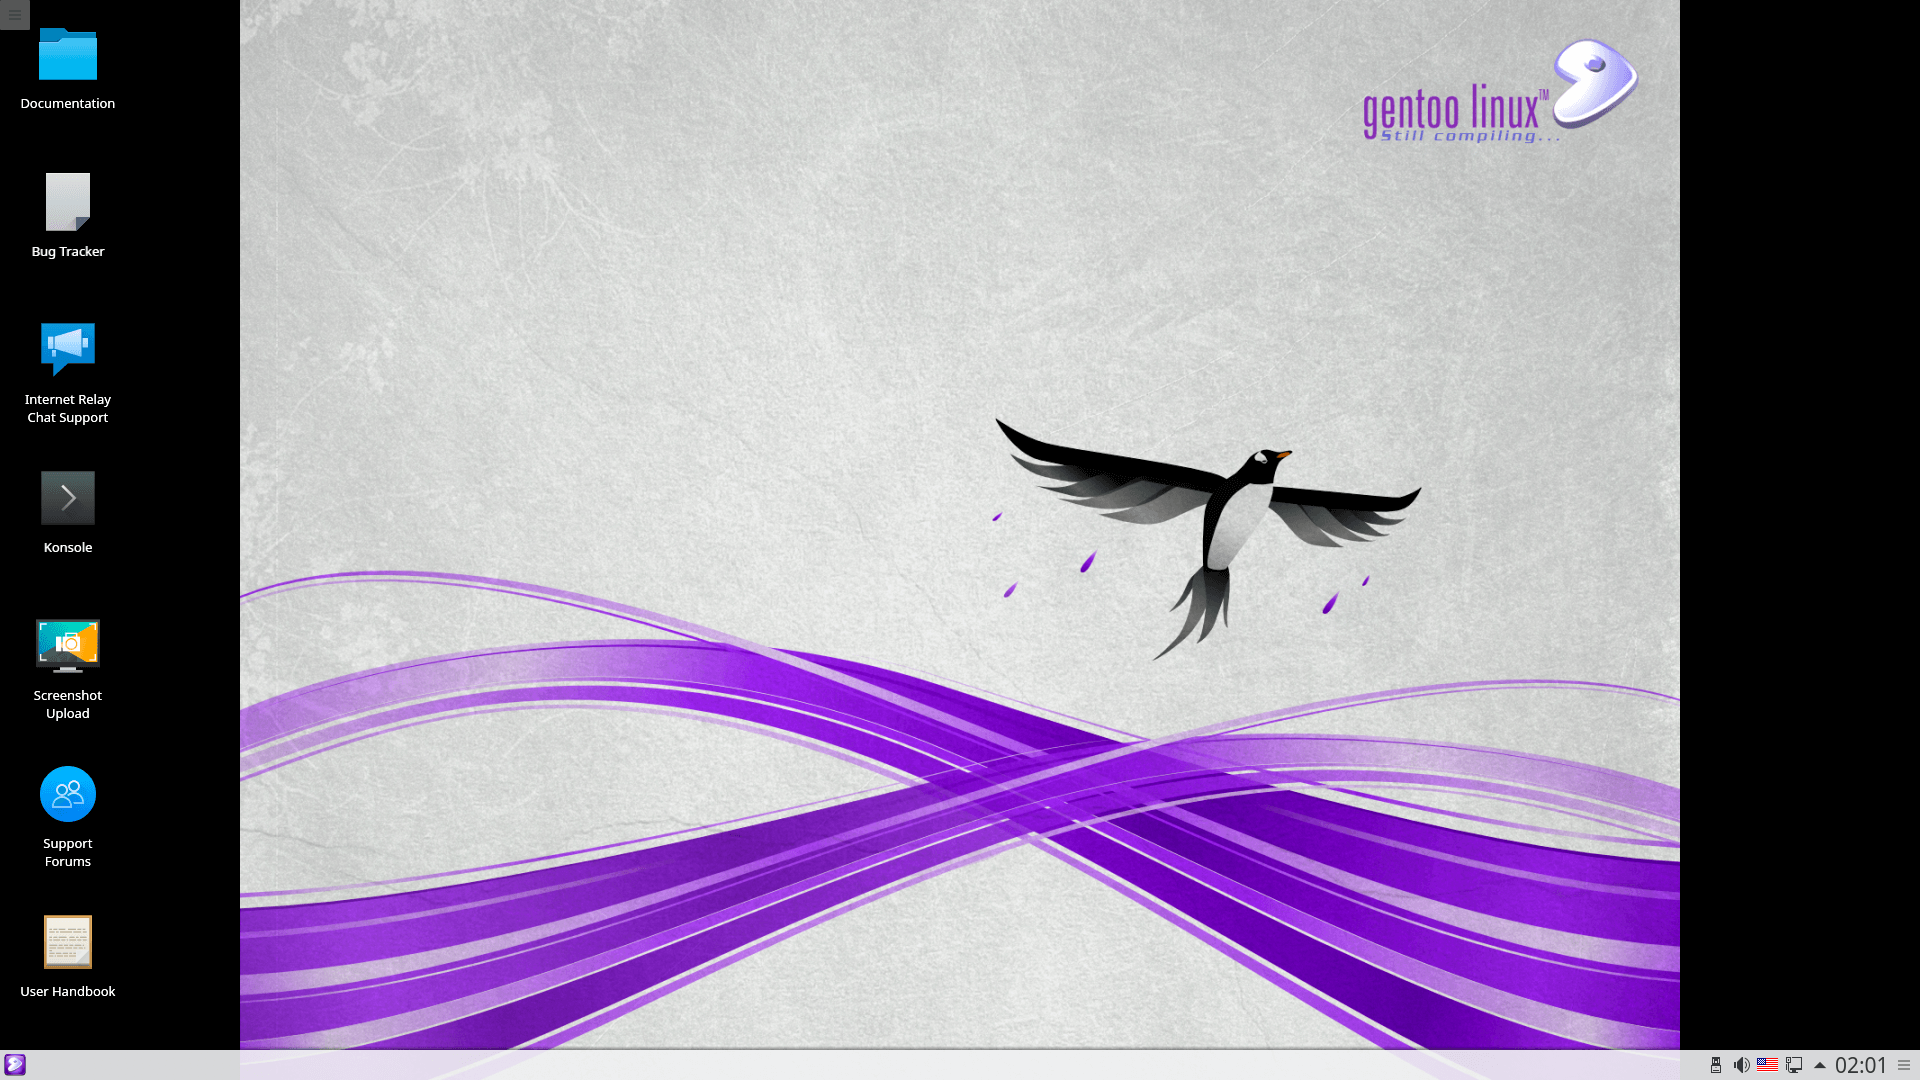 Documentation
Bug Tracker
Internet Relay
Chat Support
Konsole
Screenshot
Upload
Support
Forums
User Handbook
gentoo linux™
Still compiling...
02:01